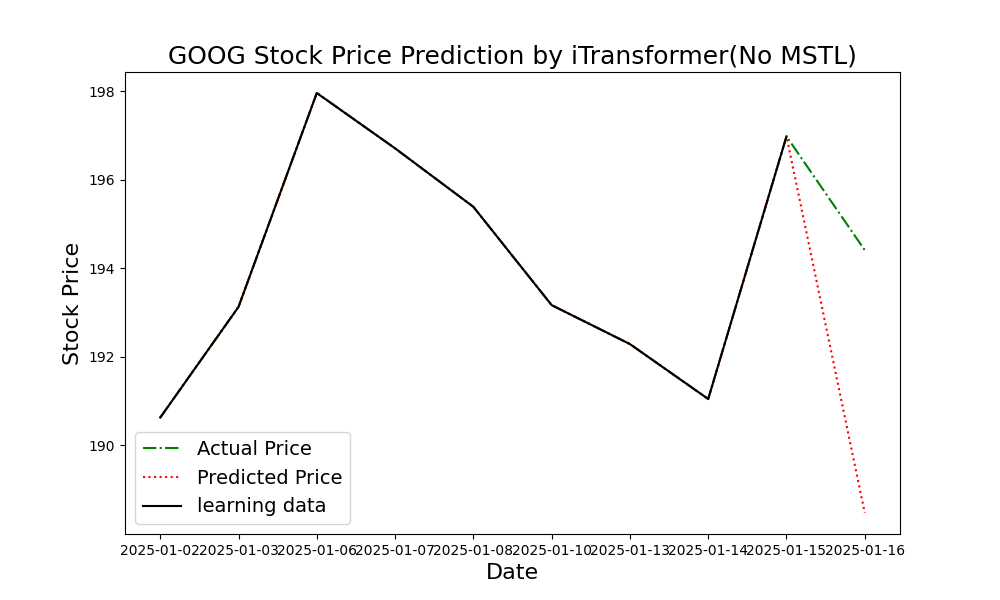 GOOG Stock Price Prediction by iTransformer(No MSTL)
198
196
194
192
190
Stock Price
Actual Price
Predicted Price
learning data
2025-01-02 2025-01-03 2025-01-06 2025-01-07 2025-01-08 2025-01-10 2025-01-13 2025-01-14 2025-01-15 2025-01-16
Date